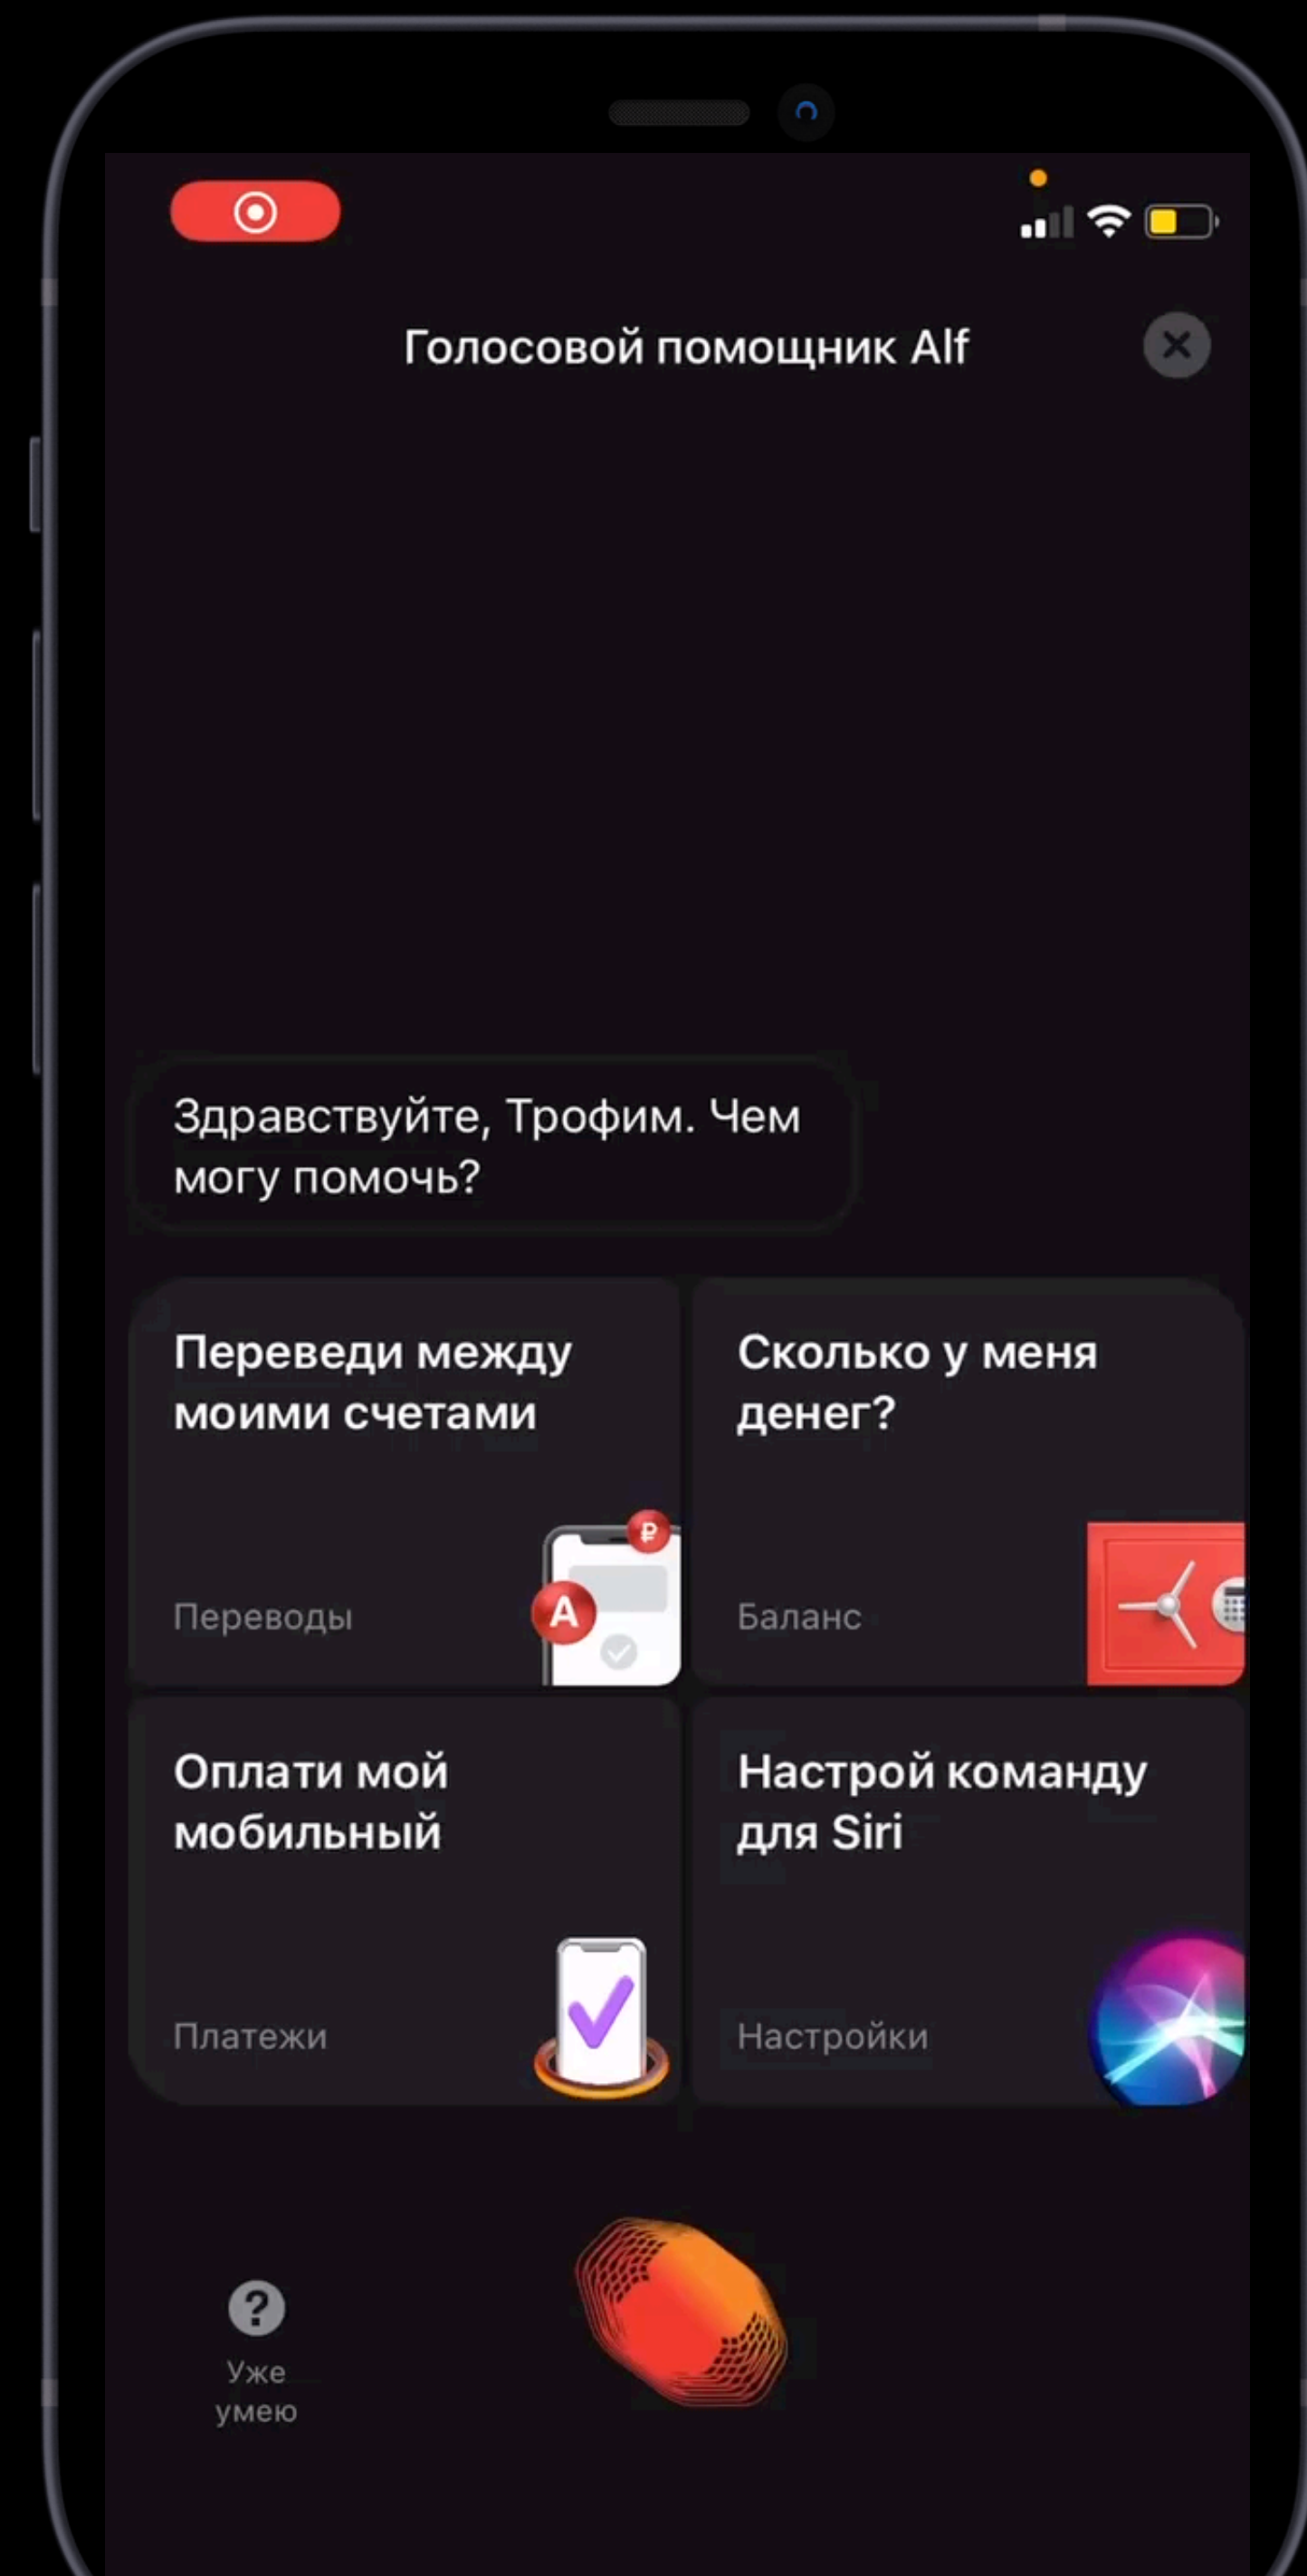 Голосовой помощник Alf
Здравствуйте, Трофим. Чем
могу помочь?
Переведи между
моими счетами
₽
А
Переводы
Сколько у меня
денег?
Баланс
Оплати мой
мобильный
Платежи
Настрой команду
для Siri
Настройки
?
Уже
умею